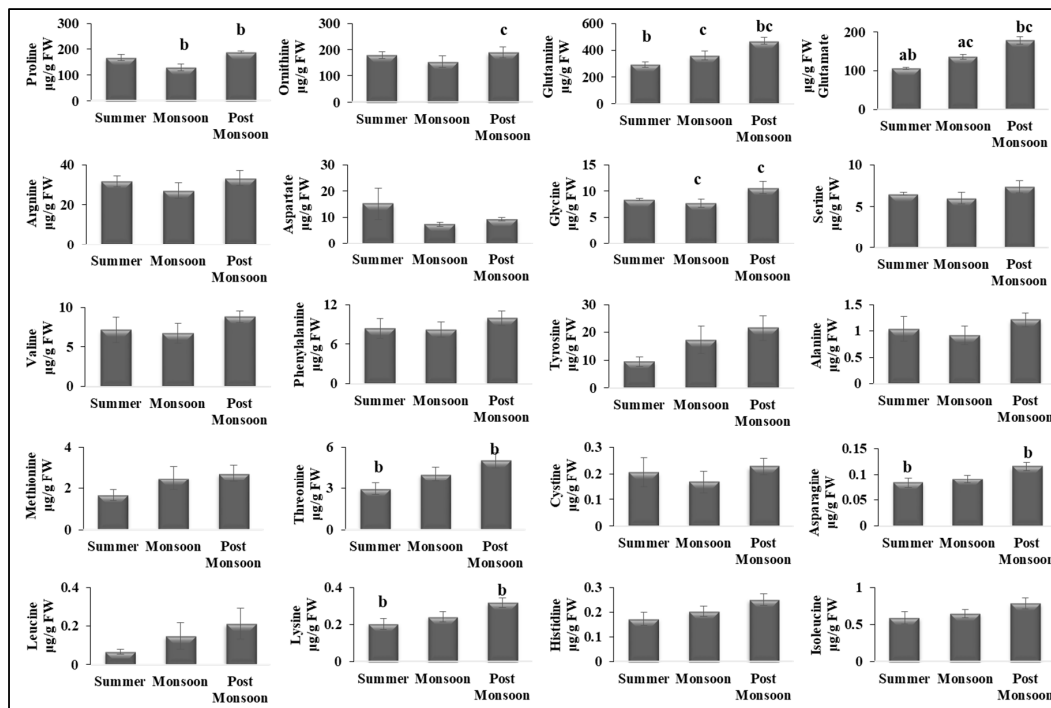 Proline
µg/g FW
300
200
100
0
b
b
Summer Monsoon Post
Monsoon
Ornithine
µg/g FW
300
200
100
0
c
Summer Monsoon Post
Monsoon
Glutamine
µg/g FW
600
400
200
0
b
c
bc
Summer Monsoon Post
Monsoon
µg/g FW
Glutamate
200
100
0
ab
ac
bc
Summer Monsoon Post
Monsoon
Argnine
µg/g FW
40
20
0
Summer Monsoon Post
Monsoon
Aspartate
µg/g FW
30
20
10
0
Summer Monsoon Post
Monsoon
Glycine
µg/g FW
15
10
5
0
c
c
Summer Monsoon Post
Monsoon
Serine
µg/g FW
10
5
0
Summer Monsoon Post
Monsoon
Valine
µg/g FW
10
5
0
Summer Monsoon Post
Monsoon
Phenylanine
µg/g FW
12
6
0
Summer Monsoon Post
Monsoon
Tyrosine
µg/g FW
30
20
10
0
Summer Monsoon Post
Monsoon
Alanine
µg/g FW
1.5
1
0.5
0
Summer Monsoon Post
Monsoon
Methionine
µg/g FW
4
2
0
Summer Monsoon Post
Monsoon
Threonine
µg/g FW
6
3
0
b
b
Summer Monsoon Post
Monsoon
Cystine
µg/g FW
0.3
0.2
0.1
0
Summer Monsoon Post
Monsoon
Asparagine
µg/g FW
0.15
0.1
0.05
0
b
b
Summer Monsoon Post
Monsoon
Leucine
µg/g FW
0.4
0.2
0
Summer Monsoon Post
Monsoon
Lysine
µg/g FW
0.4
0.2
0
b
b
Summer Monsoon Post
Monsoon
Histidine
µg/g FW
0.3
0.2
0.1
0
Summer Monsoon Post
Monsoon
Isoleucine
µg/g FW
1
0.5
0
Summer Monsoon Post
Monsoon